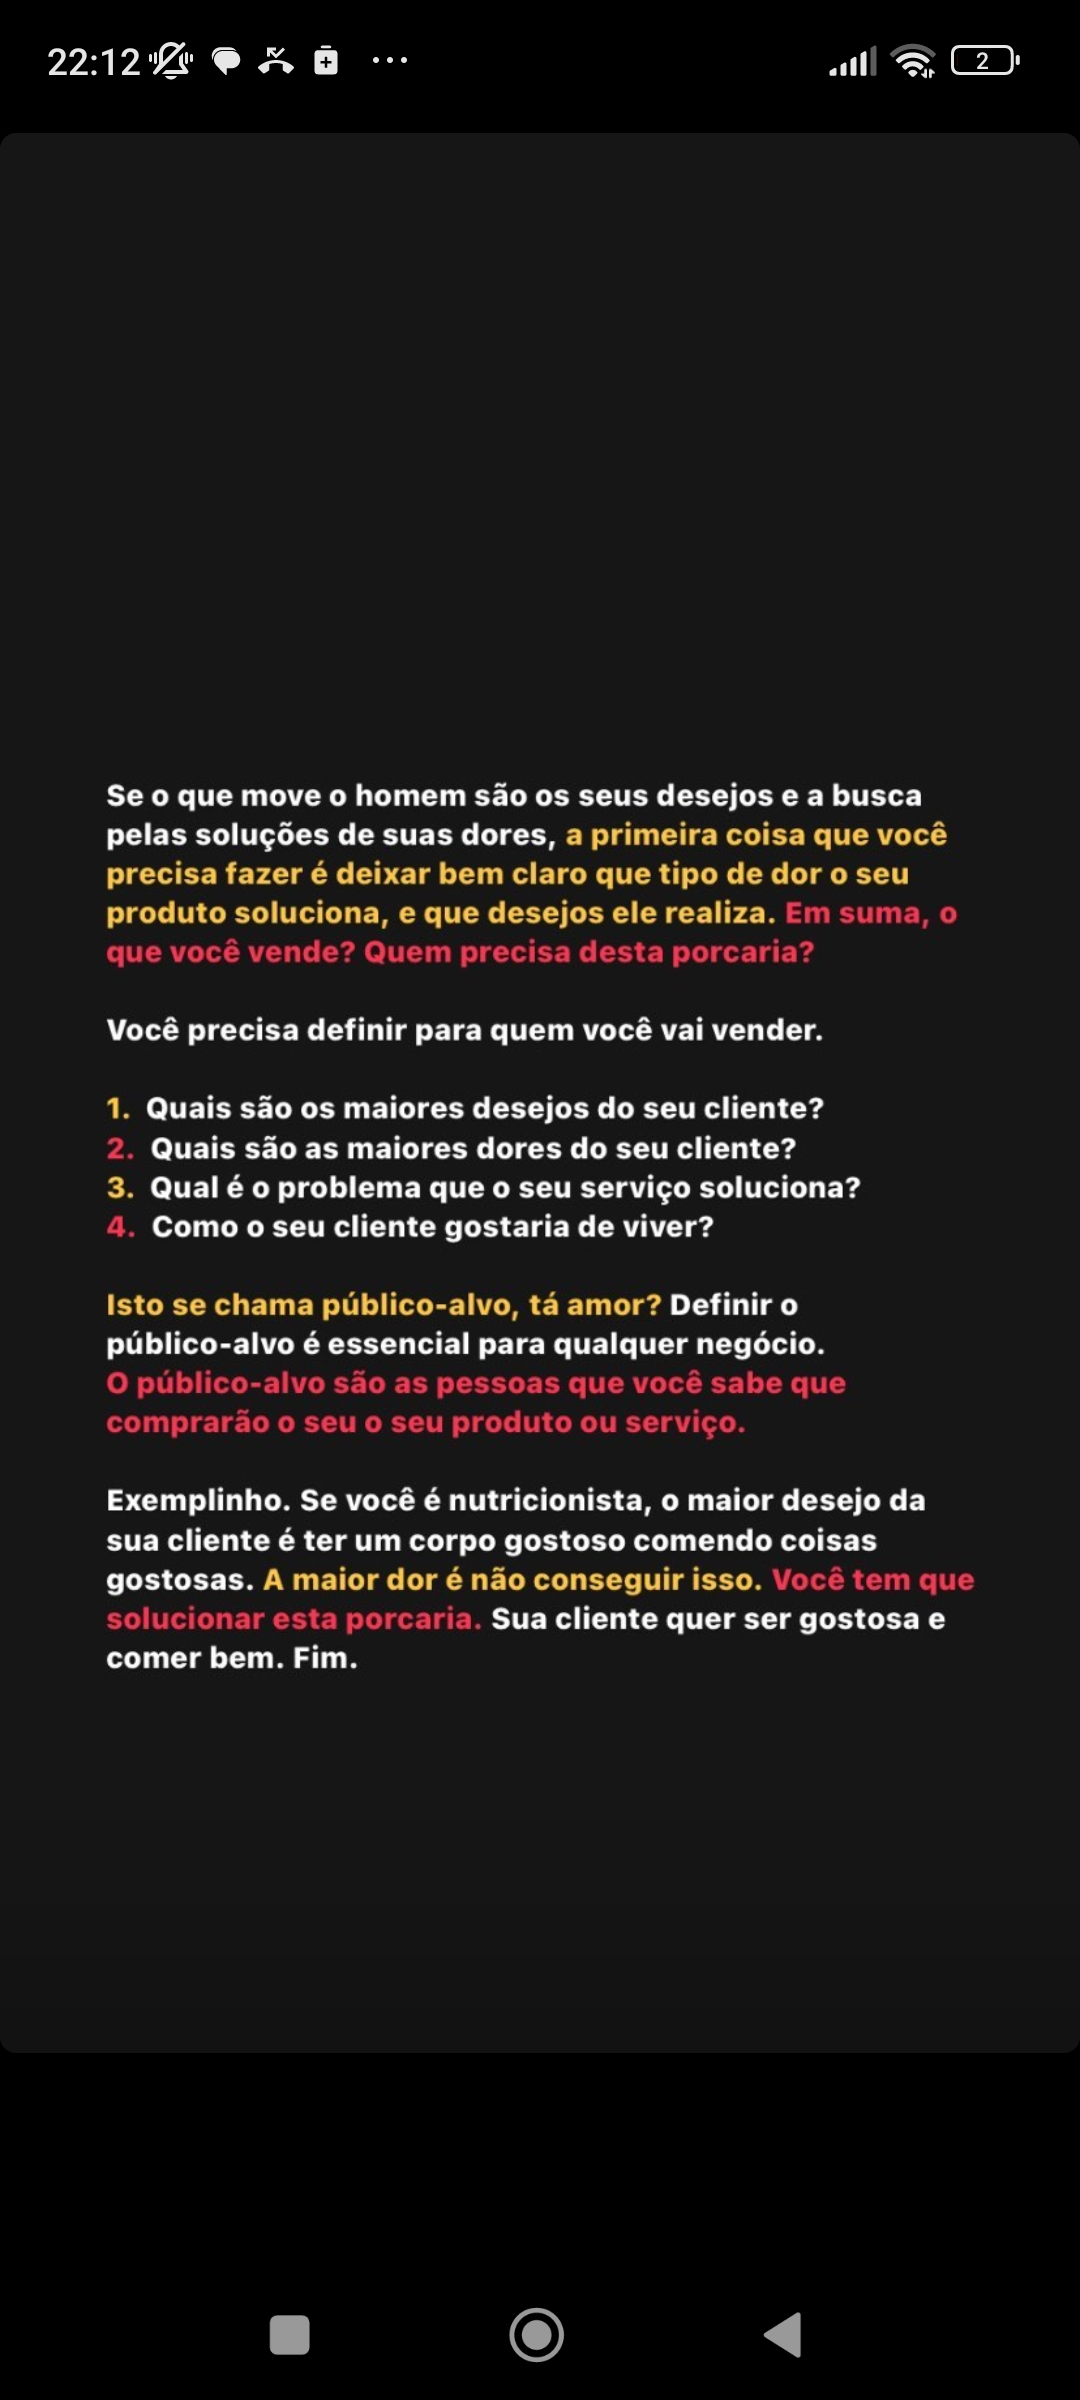 22:12
2
Se o que move o homem são os seus desejos e a busca
pelas soluções de suas dores, a primeira coisa que você
precisa fazer é deixar bem claro que tipo de dor o seu
produto soluciona, e que desejos ele realiza. Em suma, o
que você vende? Quem precisa desta porcaria?
Você precisa definir para quem você vai vender.
1. Quais são os maiores desejos do seu cliente?
2. Quais são as maiores dores do seu cliente?
3. Qual é o problema que o seu serviço soluciona?
4. Como o seu cliente gostaria de viver?
Isto se chama público-alvo, tá amor? Definir o
público-alvo é essencial para qualquer negócio.
O público-alvo são as pessoas que você sabe que
comprarão o seu o seu produto ou serviço.
Exemplinho. Se você é nutricionista, o maior desejo da
sua cliente é ter um corpo gostoso comendo coisas
gostosas. A maior dor é não conseguir isso. Você tem que
solucionar esta porcaria. Sua cliente quer ser gostosa e
comer bem. Fim.